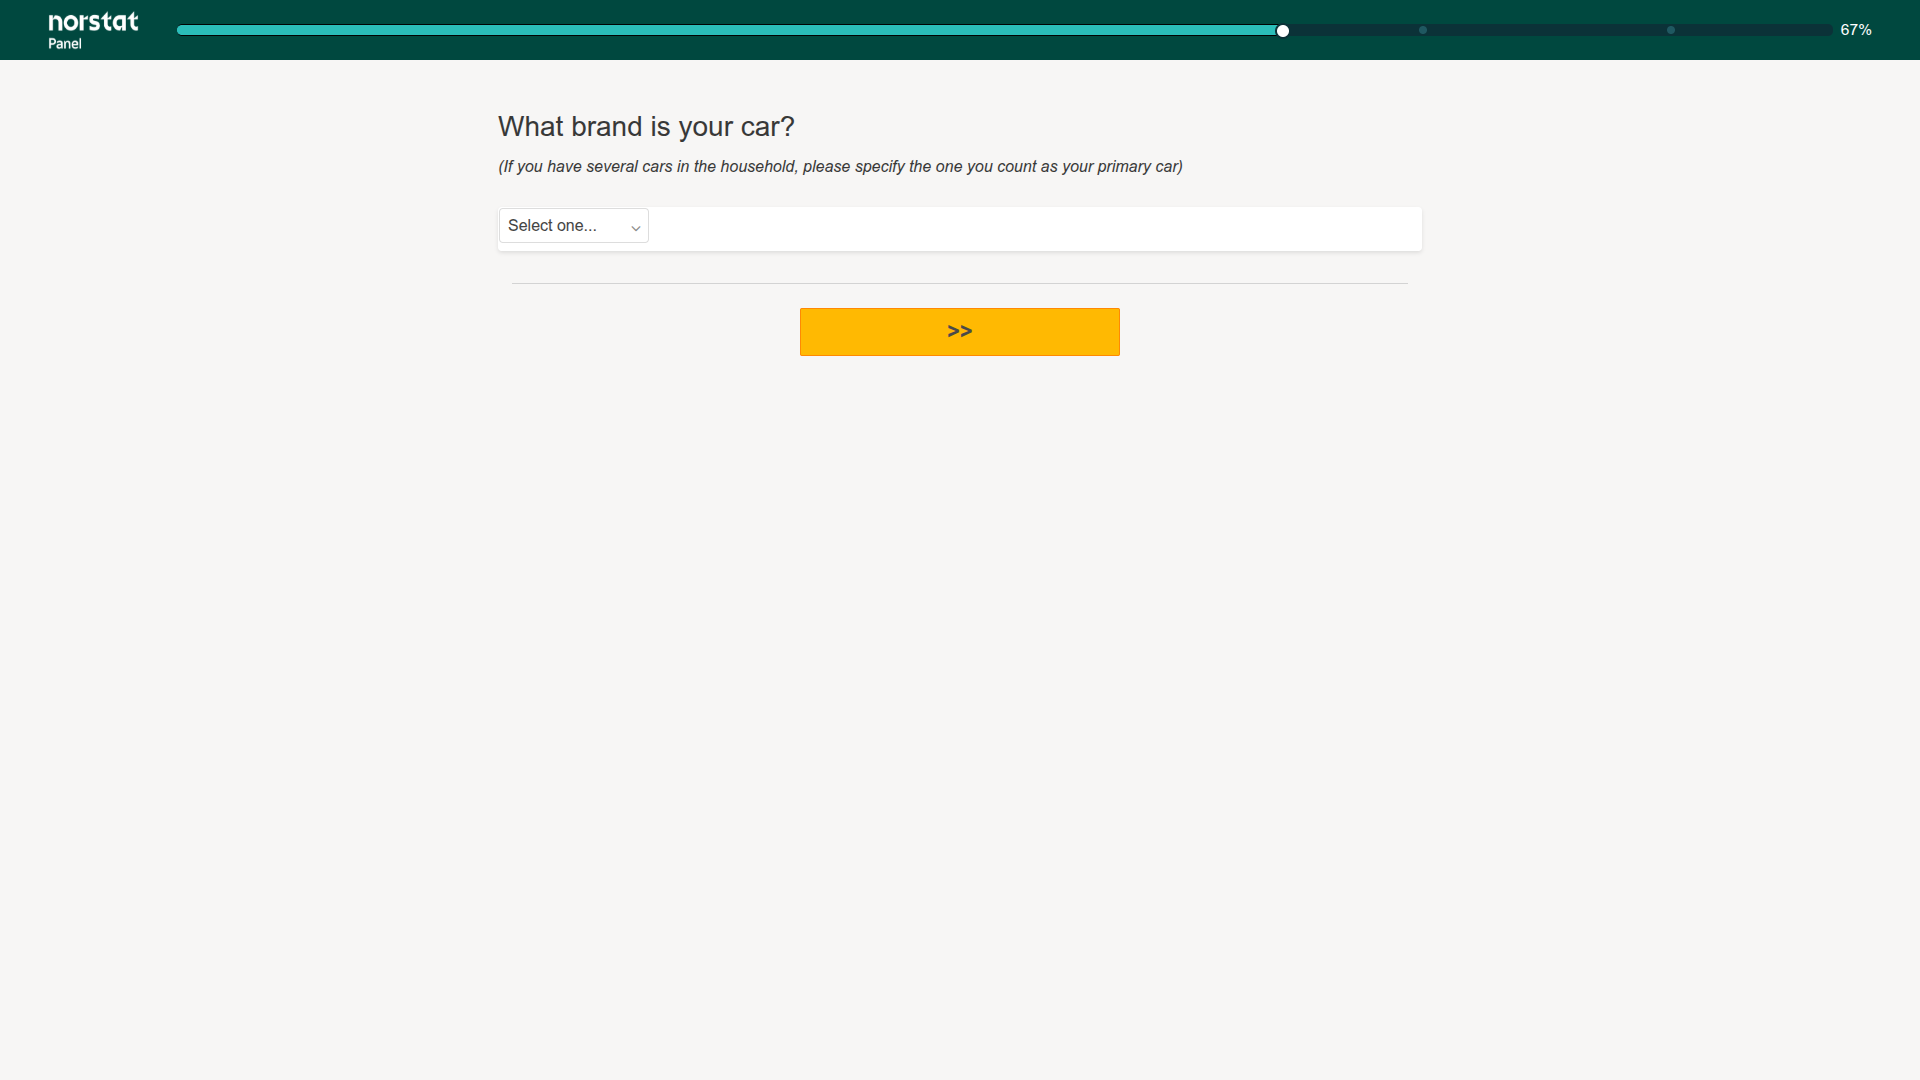 norstat
Panel
67%
What brand is your car?
(If you have several cars in the household, please specify the one you count as your primary car)
Select one...
>>